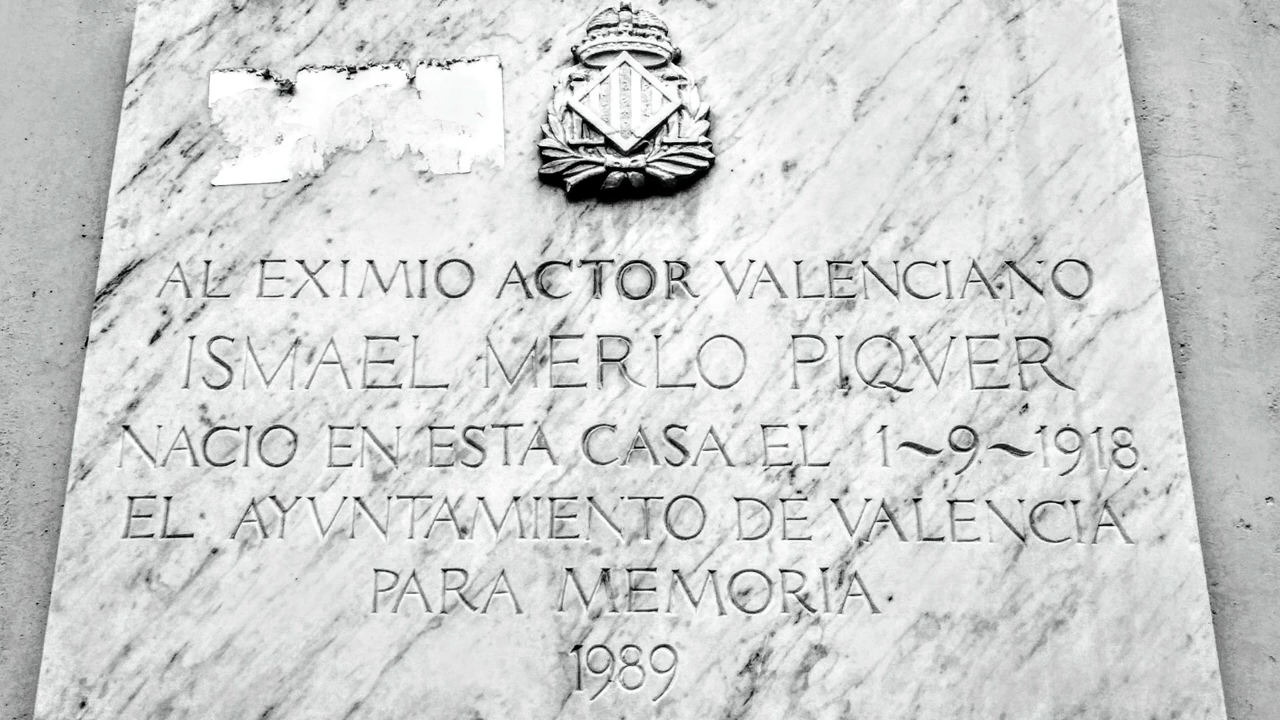 AL EXIMIO ACTOR VALENCIANO
ISMAEL MERLO PIQVER
NACIO EN ESTA CASA EL 1~9~1918.
EL AYVNTAMIENTO DE VALENCIA
PARA MEMORIA
1989